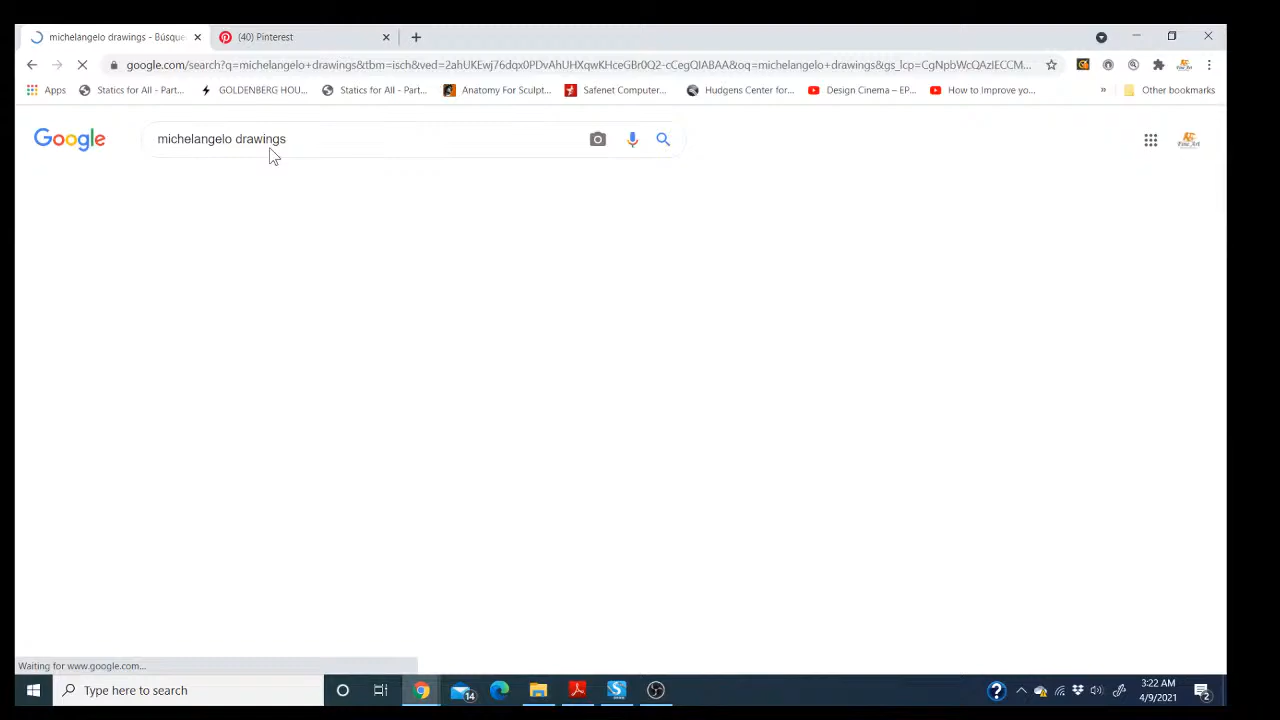 michelangelo drawings - Búsque
(40) Pinterest
google.com/search?q=michelangelo+drawings&tbm=isch&ved=2ahUKEwj76dqx0PDvAhUHXqwKHceGBr0Q2-cCegQIABAA&oq=michelangelo+drawings&gs_lcp=CgNpbWcQAzIECCM...
Apps
Statics for All - Part...
GOLDENBERG HOU...
Statics for All - Part...
Anatomy For Sculpt...
Safenet Computer...
Hudgens Center for...
Design Cinema – EP...
How to Improve yo...
»
Other bookmarks
Google
michelangelo drawings
Waiting for www.google.com...
Type here to search
14
3:22 AM
4/9/2021
2